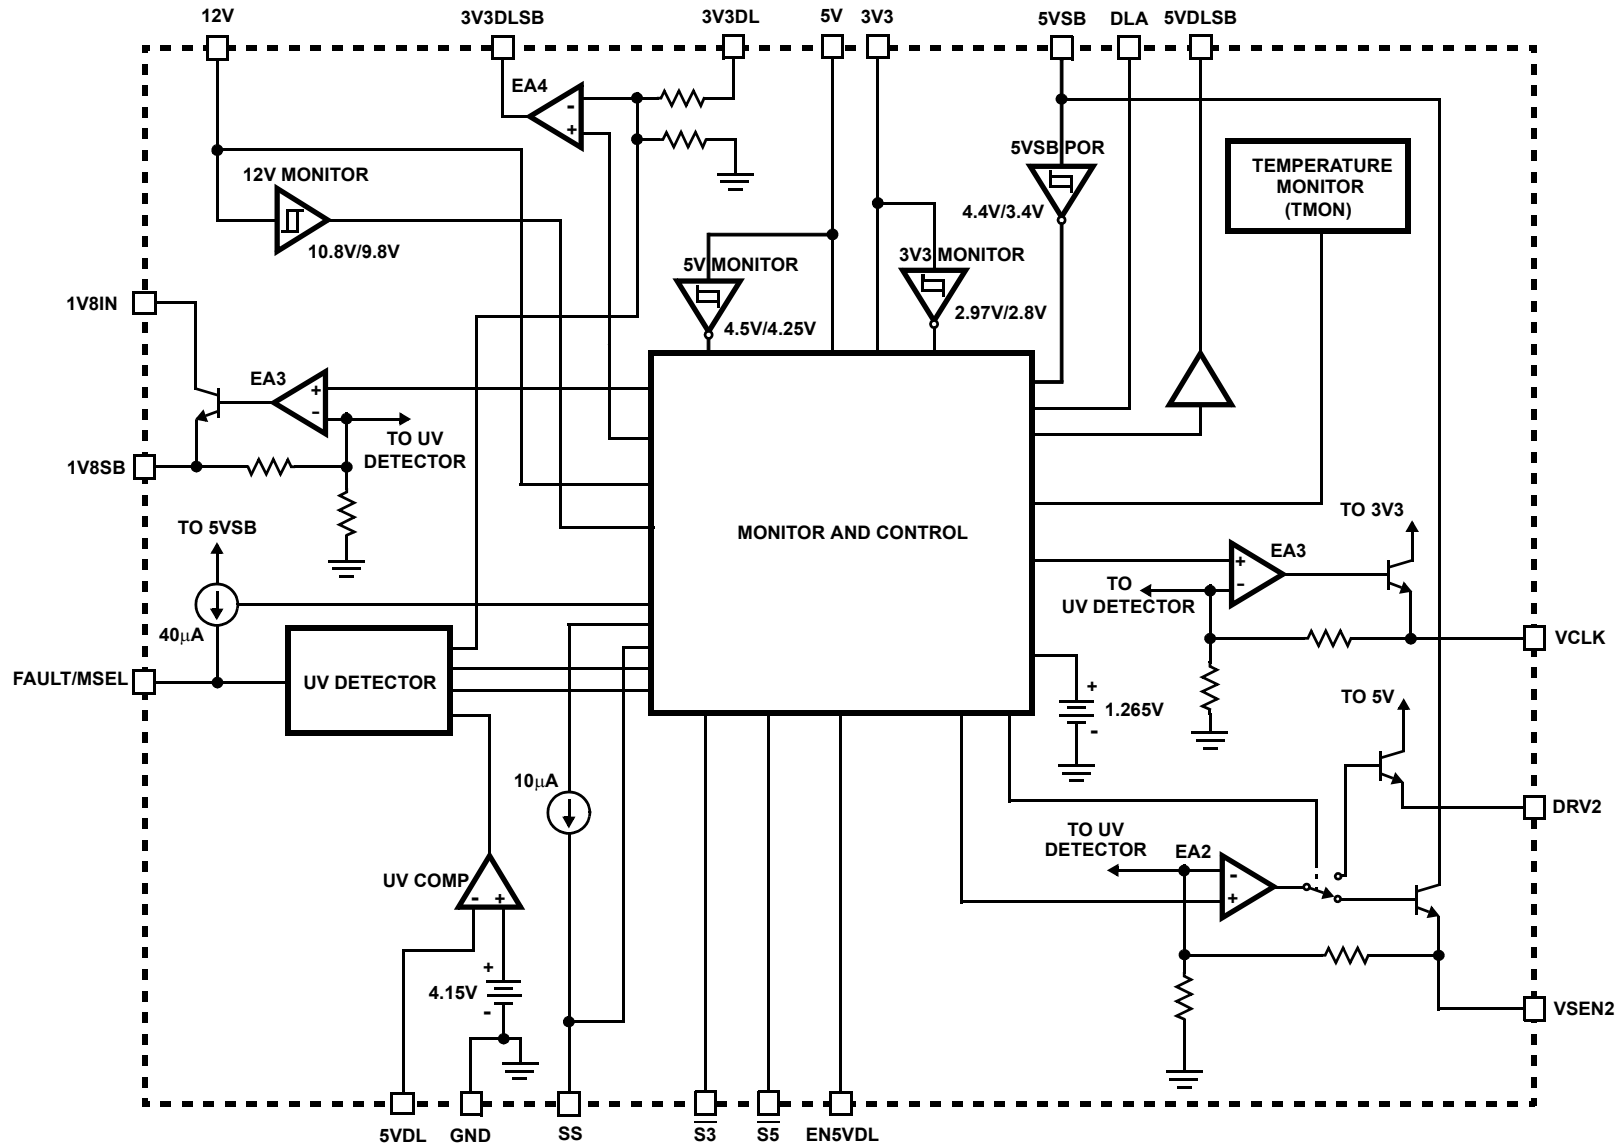 12V
3V3DLSB
3V3DL
5V
3V3
5VSB
DLA
5VDLSB
EA4
-
+
12V MONITOR
10.8V/9.8V
5VSB POR
4.4V/3.4V
TEMPERATURE
MONITOR
(TMON)
5V MONITOR
4.5V/4.25V
3V3 MONITOR
2.97V/2.8V
1V8IN
EA3
+
-
TO UV
DETECTOR
1V8SB
TO 5VSB
40µA
FAULT/MSEL
UV DETECTOR
MONITOR AND CONTROL
TO 3V3
EA3
+
-
TO
UV DETECTOR
VCLK
+
1.265V
-
TO 5V
DRV2
10µA
TO UV
DETECTOR
EA2
-
+
UV COMP
-
+
+
4.15V
-
VSEN2
5VDL
GND
SS
S3
S5
EN5VDL